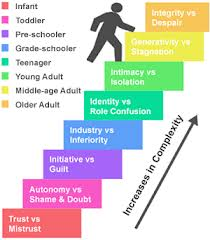 Infant
Toddler
Pre-schooler
Grade-schooler
Teenager
Young Adult
Middle-age Adult
Older Adult
Integrity vs
Despair
Generativity vs
Stagnation
Intimacy vs
Isolation
Identity vs
Role Confusion
Industry vs
Inferiority
Initiative vs
Guilt
Autonomy vs
Shame & Doubt
Trust vs
Mistrust
Increases in Complexity